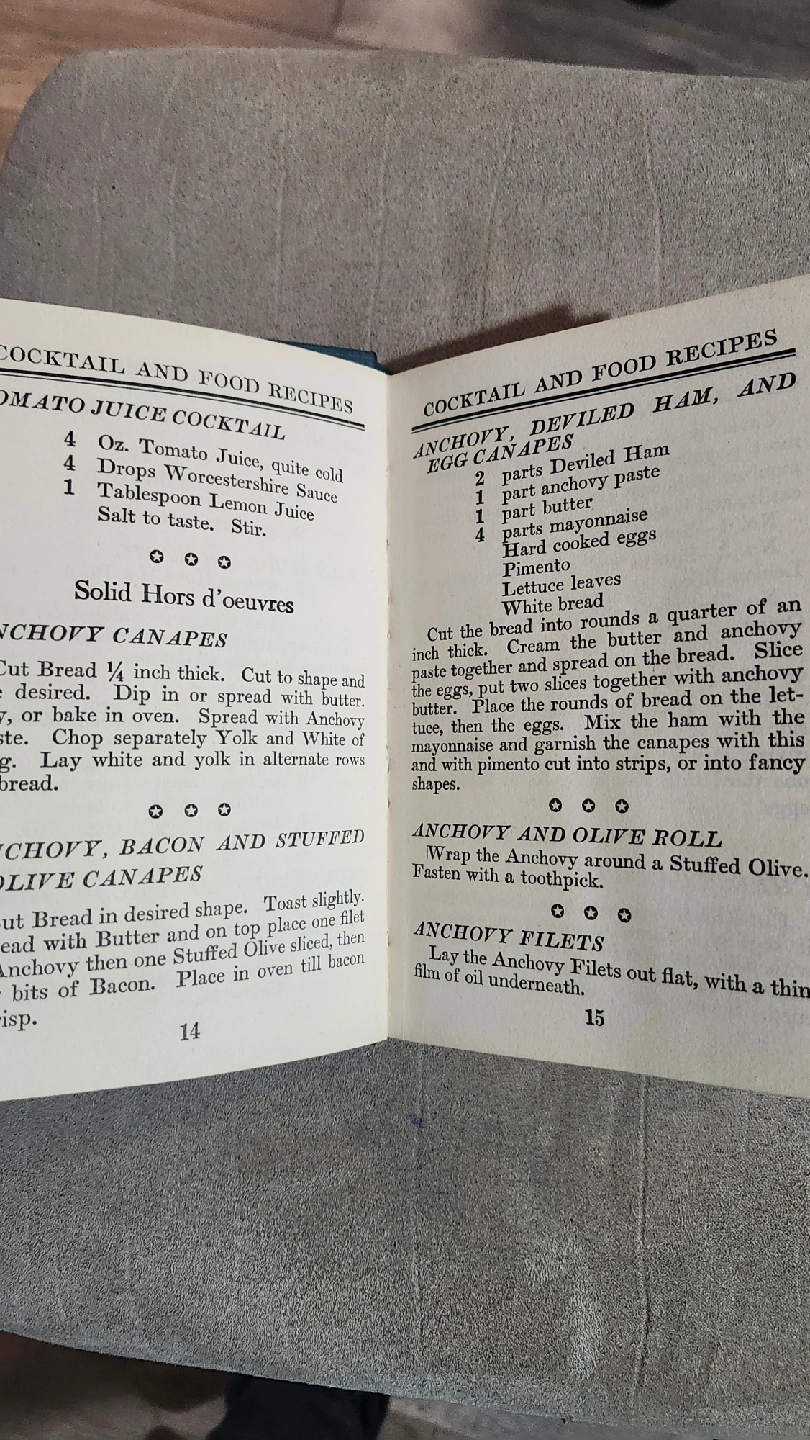 COCKTAIL AND FOOD RECIPES
OMATO JUICE COCKTAIL
4 Oz. Tomato Juice, quite cold
4 Drops Worcestershire Sauce
1 Tablespoon Lemon Juice
Salt to taste. Stir.
✪ ✪ ✪
Solid Hors d'oeuvres
NCHOVY CANAPES
Cut Bread ¼ inch thick. Cut to shape and
desired. Dip in or spread with butter.
y, or bake in oven. Spread with Anchovy
ste. Chop separately Yolk and White of
g. Lay white and yolk in alternate rows
bread.
✪ ✪ ✪
NCHOVY, BACON AND STUFFED
OLIVE CANAPES
ut Bread in desired shape. Toast slightly.
ead with Butter and on top place one filet
Anchovy then one Stuffed Olive sliced, then
bits of Bacon. Place in oven till bacon
risp.
14
COCKTAIL AND FOOD RECIPES
ANCHOVY, DEVILED HAM, AND
EGG CANAPES
2 parts Deviled Ham
1 part anchovy paste
1 part butter
4 parts mayonnaise
Hard cooked eggs
Pimento
Lettuce leaves
White bread
Cut the bread into rounds a quarter of an
inch thick. Cream the butter and anchovy
paste together and spread on the bread. Slice
the eggs, put two slices together with anchovy
butter. Place the rounds of bread on the let-
tuce, then the eggs. Mix the ham with the
mayonnaise and garnish the canapes with this
and with pimento cut into strips, or into fancy
shapes.
✪ ✪ ✪
ANCHOVY AND OLIVE ROLL
Wrap the Anchovy around a Stuffed Olive.
Fasten with a toothpick.
✪ ✪ ✪
ANCHOVY FILETS
Lay the Anchovy Filets out flat, with a thin
film of oil underneath.
15